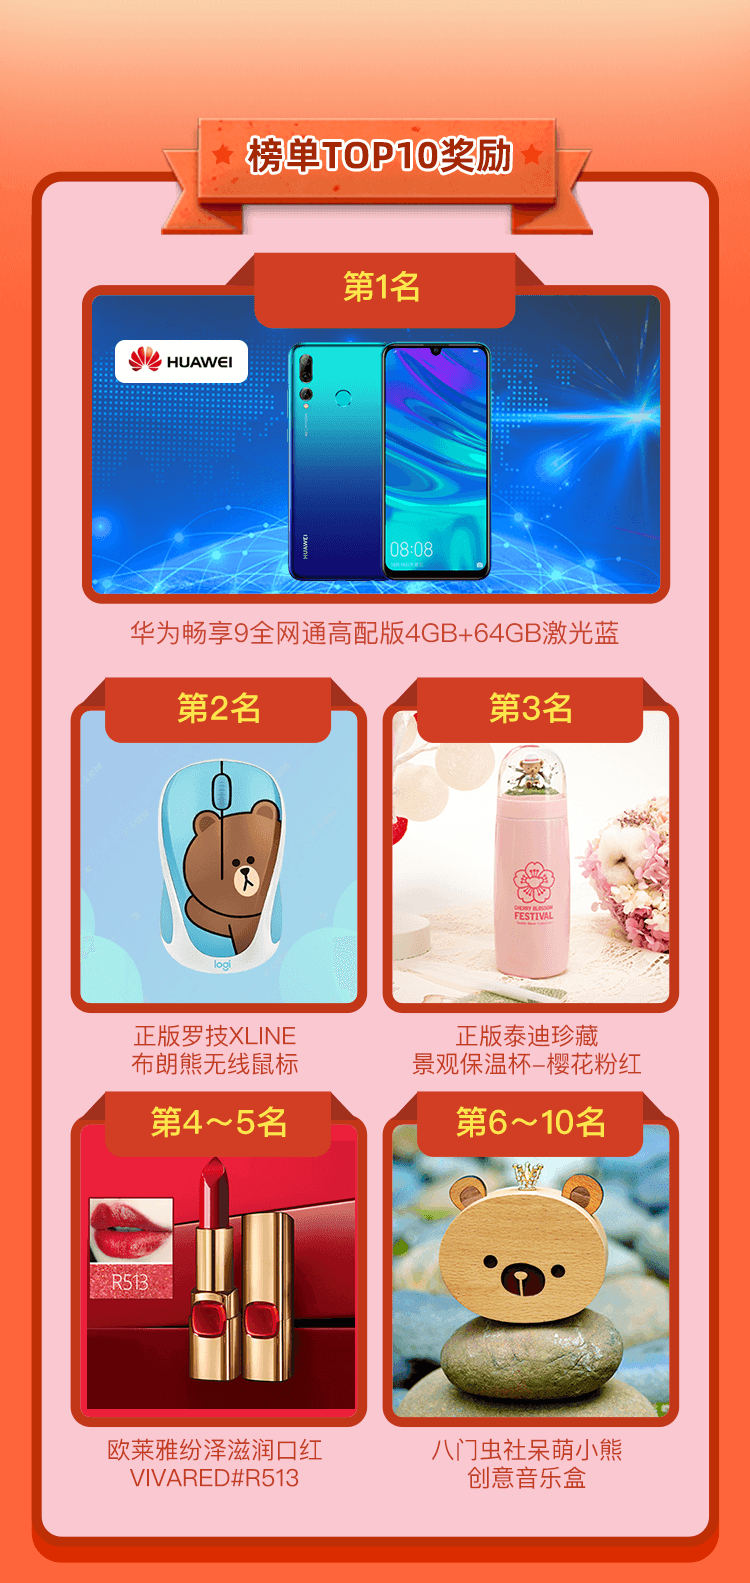 榜单TOP10奖励
第1名
HUAWEI
HUAWEI
08:08
华为畅享9全网通高配版4GB+64GB激光蓝
第2名
第3名
logi
CHERRY BLOSSOM
FESTIVAL
正版罗技XLINE
布朗熊无线鼠标
正版泰迪珍藏
景观保温杯-樱花粉红
第4～5名
第6～10名
R513
欧莱雅纷泽滋润口红
VIVARED#R513
八门虫社呆萌小熊
创意音乐盒